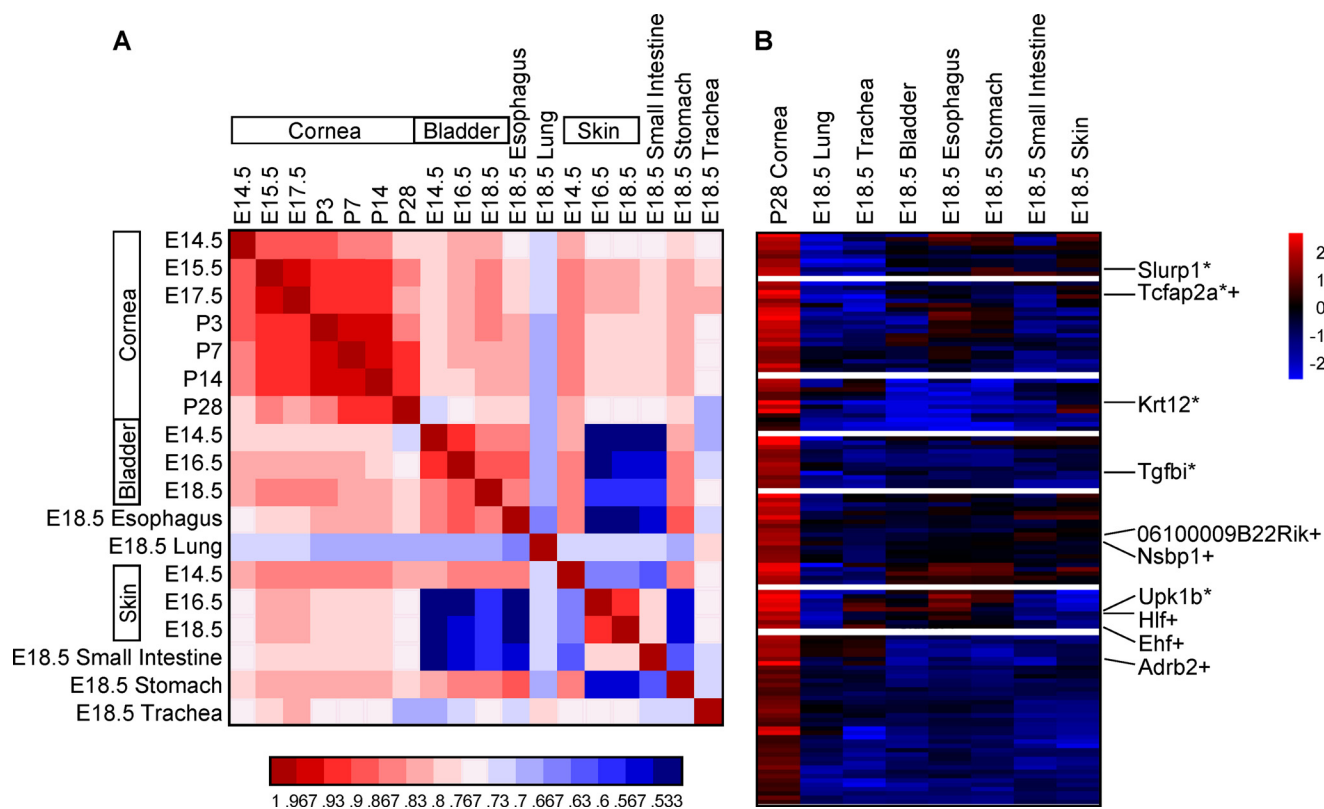 A
B
Cornea
Bladder
Skin
E14.5
E15.5
E17.5
P3
P7
P14
P28
E14.5
E16.5
E18.5
E18.5 Esophagus
E18.5 Lung
E14.5
E16.5
E18.5
E18.5 Small Intestine
E18.5 Stomach
E18.5 Trachea
Cornea
Bladder
Skin
E14.5
E15.5
E17.5
P3
P7
P14
P28
E14.5
E16.5
E18.5
E18.5 Esophagus
E18.5 Lung
E14.5
E16.5
E18.5
E18.5 Small Intestine
E18.5 Stomach
E18.5 Trachea
1 .967 .93 .9 .867 .83 .8 .767 .73 .7 .667 .63 .6 .567 .533
P28 Cornea
E18.5 Lung
E18.5 Trachea
E18.5 Bladder
E18.5 Esophagus
E18.5 Stomach
E18.5 Small Intestine
E18.5 Skin
Slurp1*
Tcfap2a*+
Krt12*
Tgfbi*
06100009B22Rik+
Nsbp1+
Upk1b*
Hlf+
Ehf+
Adrb2+
2
1
0
-1
-2